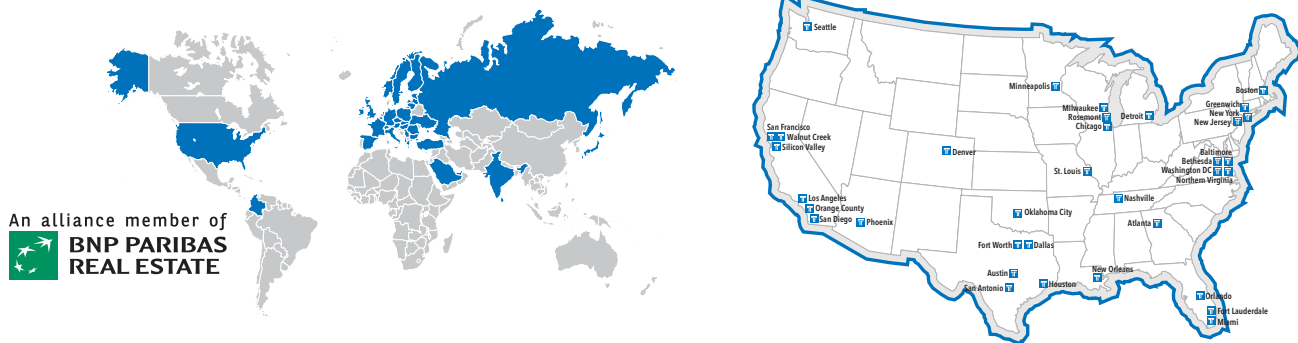 An alliance member of
BNP PARIBAS
REAL ESTATE
Seattle
Minneapolis
Boston
Milwaukee
Rosemont
Chicago
Detroit
Greenwich
New York
New Jersey
San Francisco
Walnut Creek
Silicon Valley
Denver
St. Louis
Baltimore
Bethesda
Washington DC
Northern Virginia
Los Angeles
Orange County
San Diego
Phoenix
Oklahoma City
Nashville
Atlanta
Fort Worth
Dallas
Austin
San Antonio
Houston
New Orleans
Orlando
Fort Lauderdale
Miami